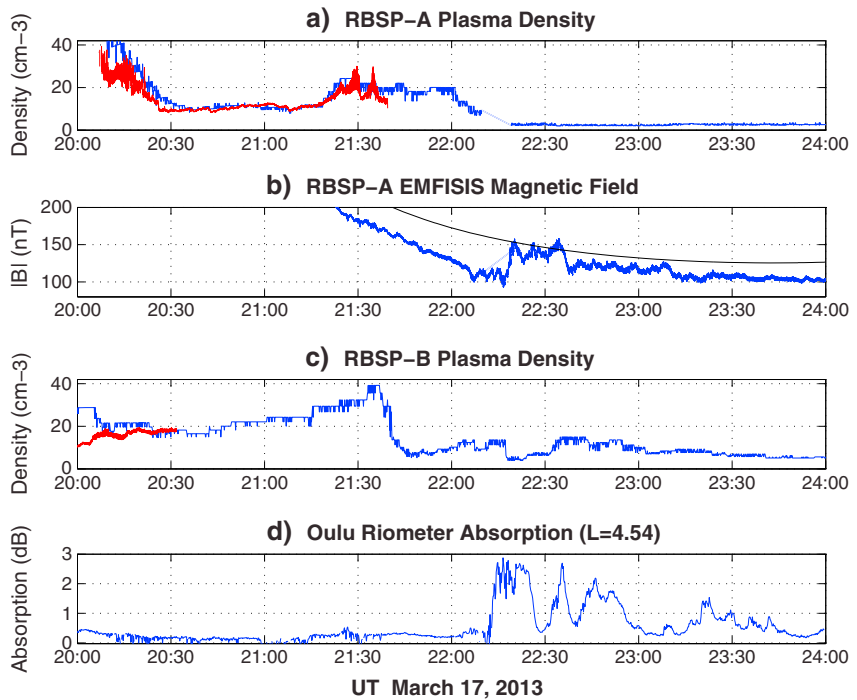 a) RBSP−A Plasma Density
Density (cm−3)
40
20
0
20:00 20:30 21:00 21:30 22:00 22:30 23:00 23:30 24:00
b) RBSP−A EMFISIS Magnetic Field
|B| (nT)
200
150
100
20:00 20:30 21:00 21:30 22:00 22:30 23:00 23:30 24:00
c) RBSP−B Plasma Density
Density (cm−3)
40
20
0
20:00 20:30 21:00 21:30 22:00 22:30 23:00 23:30 24:00
d) Oulu Riometer Absorption (L=4.54)
Absorption (dB)
3
2
1
0
20:00 20:30 21:00 21:30 22:00 22:30 23:00 23:30 24:00
UT March 17, 2013